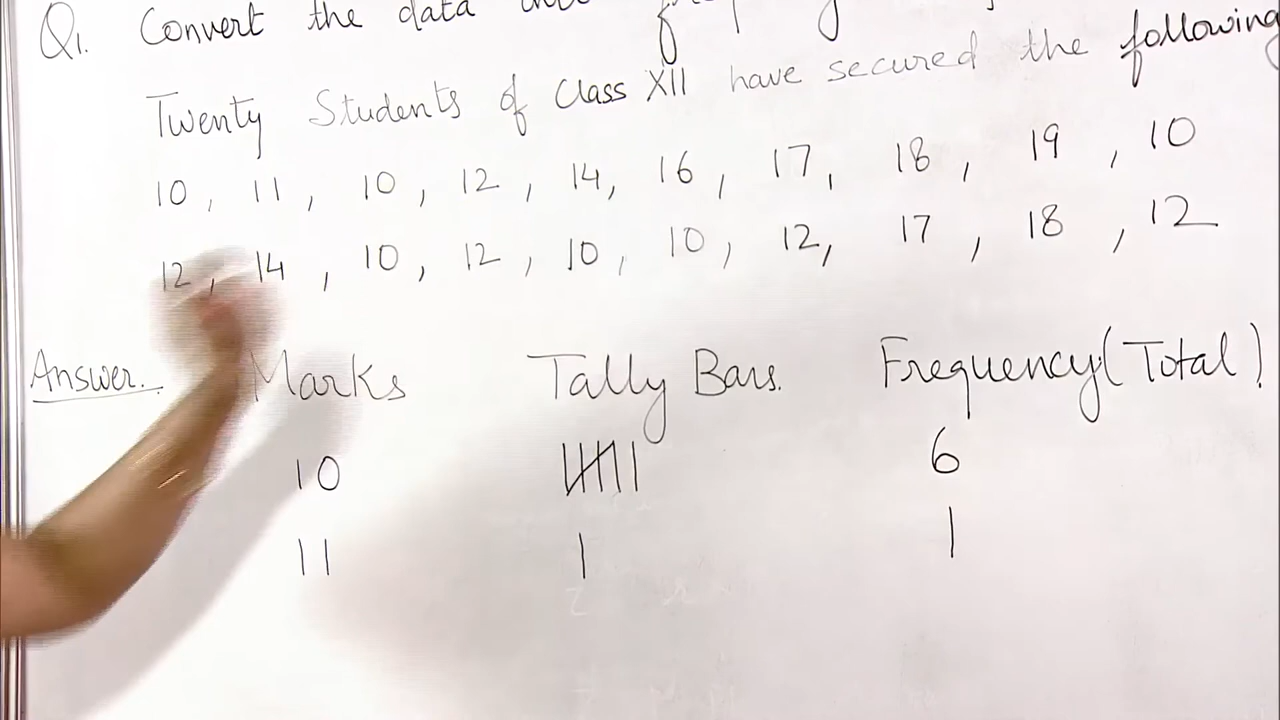 Q1. Convert the data into
Twenty Students of Class XII have secured the following
10, 11, 10, 12, 14, 16, 17, 18, 19, 10
12, 14, 10, 12, 10, 10, 12, 17, 18, 12
Answer. Marks Tally Bars. Frequency (Total)
10 𝍸| 6
11 | 1